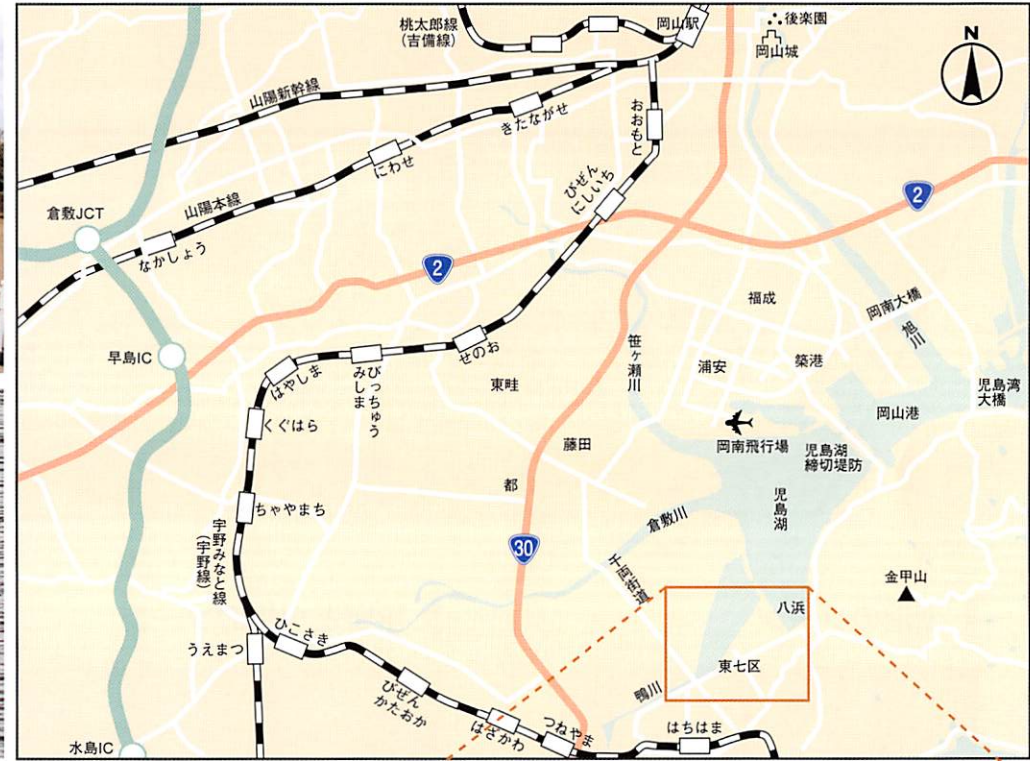 桃太郎線
(吉備線)
岡山駅
後楽園
岡山城
N
山陽新幹線
きたながせ
おおもと
にわせ
びぜん
にしいち
山陽本線
2
倉敷JCT
なかしょう
2
福成
岡南大橋
旭川
早島IC
せのお
笹ヶ瀬川
浦安
築港
はやしま
びっちゅう
みしま
東畦
児島湾
大橋
岡山港
くぐはら
藤田
岡南飛行場
児島湖
締切堤防
都
ちゃやまち
児島湖
倉敷川
宇野みなと線
(宇野線)
30
千両街道
金甲山
八浜
ひこさき
うえまつ
東七区
びぜん
かたおか
鴨川
はざかわ
つねやま
はちはま
水島IC